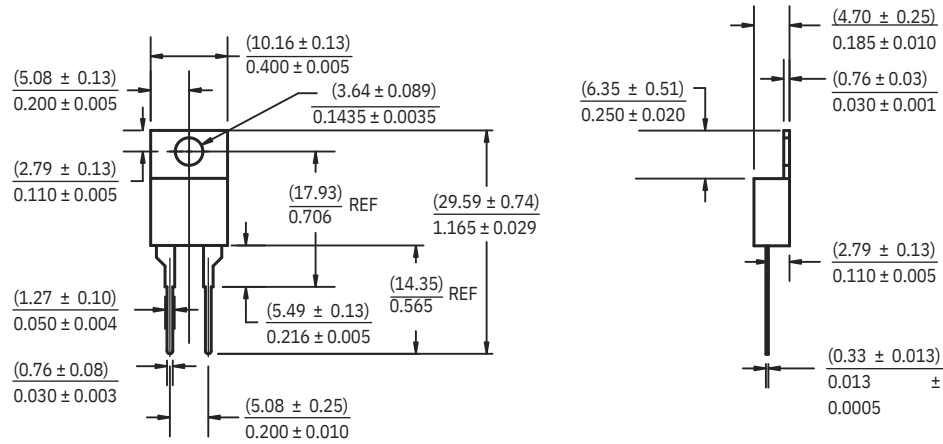 (10.16 ± 0.13)
0.400 ± 0.005
(5.08 ± 0.13)
0.200 ± 0.005
(3.64 ± 0.089)
0.1435 ± 0.0035
(2.79 ± 0.13)
0.110 ± 0.005
(17.93)
0.706 REF
(29.59 ± 0.74)
1.165 ± 0.029
(14.35)
0.565 REF
(1.27 ± 0.10)
0.050 ± 0.004
(5.49 ± 0.13)
0.216 ± 0.005
(0.76 ± 0.08)
0.030 ± 0.003
(5.08 ± 0.25)
0.200 ± 0.010
(4.70 ± 0.25)
0.185 ± 0.010
(6.35 ± 0.51)
0.250 ± 0.020
(0.76 ± 0.03)
0.030 ± 0.001
(2.79 ± 0.13)
0.110 ± 0.005
(0.33 ± 0.013)
0.013 ±
0.0005